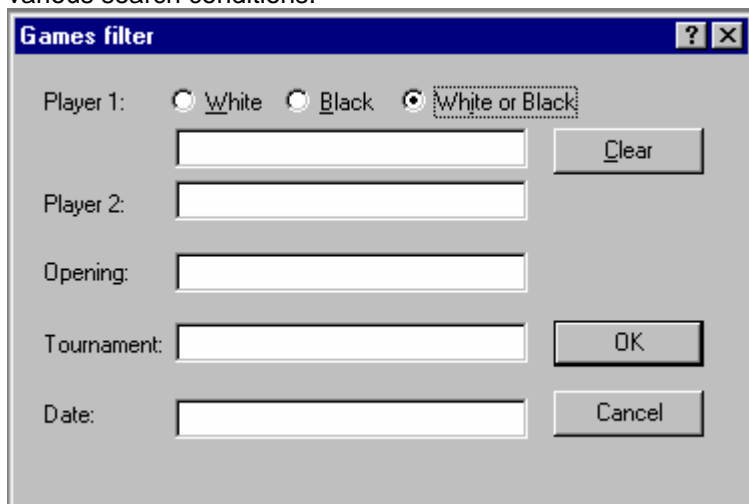 various search conditions.
Games filter ? X
Player 1: White Black White or Black
Clear
Player 2:
Opening:
Tournament: OK
Date: Cancel